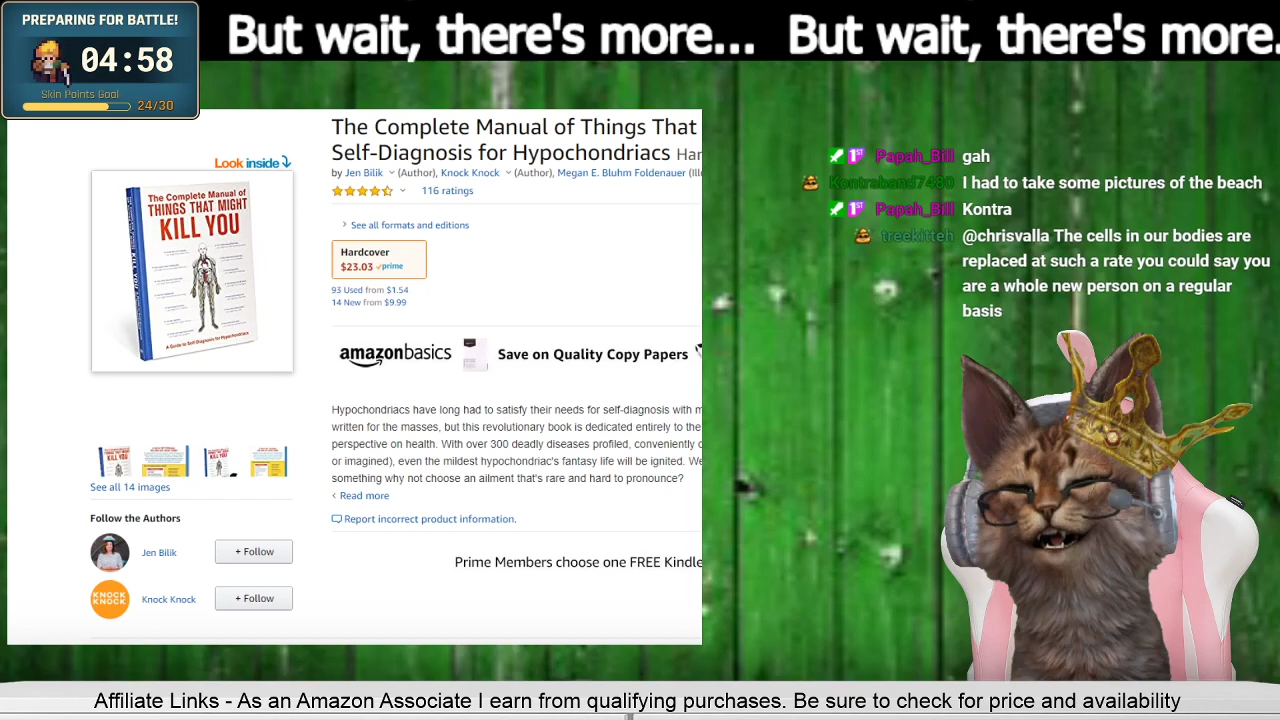 PREPARING FOR BATTLE!
04:58
Skin Points Goal
24/30
But wait, there's more... But wait, there's more.
Look inside
The Complete Manual of
THINGS THAT MIGHT
KILL YOU
A Guide to Self-Diagnosis for Hypochondriacs
See all 14 images
Follow the Authors
Jen Bilik
+ Follow
KNOCK
KNOCK
Knock Knock
+ Follow
The Complete Manual of Things That
Self-Diagnosis for Hypochondriacs Har
by Jen Bilik (Author), Knock Knock (Author), Megan E. Bluhm Foldenauer (Ill
116 ratings
See all formats and editions
Hardcover
$23.03 prime
93 Used from $1.54
14 New from $9.99
amazonbasics Save on Quality Copy Papers
Hypochondriacs have long had to satisfy their needs for self-diagnosis with m
written for the masses, but this revolutionary book is dedicated entirely to the
perspective on health. With over 300 deadly diseases profiled, conveniently c
or imagined), even the mildest hypochondriac's fantasy life will be ignited. We
something why not choose an ailment that's rare and hard to pronounce?
Read more
Report incorrect product information.
Prime Members choose one FREE Kindle
1ST Papah_Bill gah
Kontraband7480 I had to take some pictures of the beach
1ST Papah_Bill Kontra
treekitteh @chrisvalla The cells in our bodies are
replaced at such a rate you could say you
are a whole new person on a regular
basis
Affiliate Links - As an Amazon Associate I earn from qualifying purchases. Be sure to check for price and availability